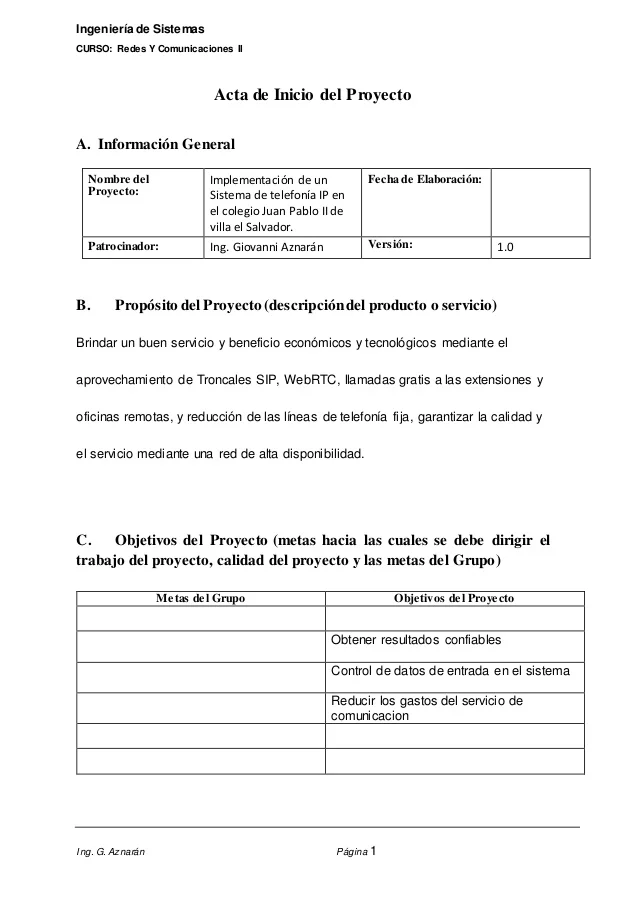 Ingeniería de Sistemas
CURSO: Redes Y Comunicaciones II
Acta de Inicio del Proyecto
A. Información General
Nombre del
Proyecto:
Implementación de un
Sistema de telefonía IP en
el colegio Juan Pablo II de
villa el Salvador.
Fecha de Elaboración:
Patrocinador:
Ing. Giovanni Aznarán
Versión:
1.0
B. Propósito del Proyecto (descripción del producto o servicio)
Brindar un buen servicio y beneficio económicos y tecnológicos mediante el
aprovechamiento de Troncales SIP, WebRTC, llamadas gratis a las extensiones y
oficinas remotas, y reducción de las líneas de telefonía fija, garantizar la calidad y
el servicio mediante una red de alta disponibilidad.
C. Objetivos del Proyecto (metas hacia las cuales se debe dirigir el
trabajo del proyecto, calidad del proyecto y las metas del Grupo)
Metas del Grupo
Objetivos del Proyecto
Obtener resultados confiables
Control de datos de entrada en el sistema
Reducir los gastos del servicio de
comunicacion
Ing. G. Aznarán
Página 1